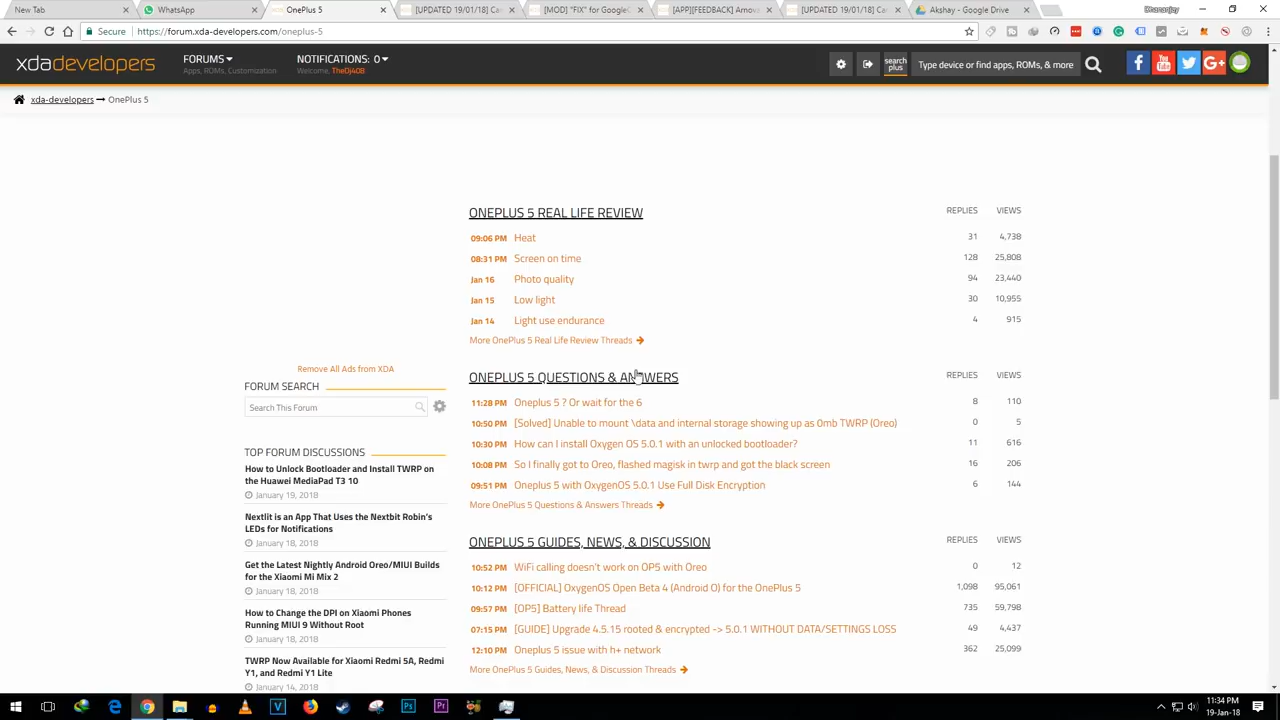 New Tab
WhatsApp
OnePlus 5
[UPDATED 19/01/18] Can
[MOD] "FIX" for GoogleC
[APP][FEEDBACK] Amova
[UPDATED 19/01/18] Col
Akshay - Google Drive
Dhananjay
Secure
https://forum.xda-developers.com/oneplus-5
xdadevelopers
FORUMS
Apps, ROMs, Customization
NOTIFICATIONS: 0
Welcome, TheDj408
search plus
Type device or find apps, ROMs, & more
xda-developers OnePlus 5
ONEPLUS 5 REAL LIFE REVIEW REPLIES VIEWS
09:06 PM Heat 31 4,738
08:31 PM Screen on time 128 25,808
Jan 16 Photo quality 94 23,440
Jan 15 Low light 30 10,955
Jan 14 Light use endurance 4 915
More OnePlus 5 Real Life Review Threads
Remove All Ads from XDA
FORUM SEARCH
Search This Forum
TOP FORUM DISCUSSIONS
How to Unlock Bootloader and Install TWRP on
the Huawei MediaPad T3 10
January 19, 2018
Nextlit is an App That Uses the Nextbit Robin's
LEDs for Notifications
January 18, 2018
Get the Latest Nightly Android Oreo/MIUI Builds
for the Xiaomi Mi Mix 2
January 18, 2018
How to Change the DPI on Xiaomi Phones
Running MIUI 9 Without Root
January 18, 2018
TWRP Now Available for Xiaomi Redmi 5A, Redmi
Y1, and Redmi Y1 Lite
January 14, 2018
ONEPLUS 5 QUESTIONS & ANSWERS REPLIES VIEWS
11:28 PM Oneplus 5 ? Or wait for the 6 8 110
10:50 PM [Solved] Unable to mount \data and internal storage showing up as 0mb TWRP (Oreo) 0 5
10:30 PM How can I install Oxygen OS 5.0.1 with an unlocked bootloader? 11 616
10:08 PM So I finally got to Oreo, flashed magisk in twrp and got the black screen 16 206
09:51 PM Oneplus 5 with OxygenOS 5.0.1 Use Full Disk Encryption 6 144
More OnePlus 5 Questions & Answers Threads
ONEPLUS 5 GUIDES, NEWS, & DISCUSSION REPLIES VIEWS
10:52 PM WiFi calling doesn't work on OP5 with Oreo 0 12
10:12 PM [OFFICIAL] OxygenOS Open Beta 4 (Android O) for the OnePlus 5 1,098 95,061
09:57 PM [OP5] Battery life Thread 735 59,798
07:15 PM [GUIDE] Upgrade 4.5.15 rooted & encrypted -> 5.0.1 WITHOUT DATA/SETTINGS LOSS 49 4,437
12:10 PM Oneplus 5 issue with h+ network 362 25,099
More OnePlus 5 Guides, News, & Discussion Threads
11:34 PM
19-Jan-18